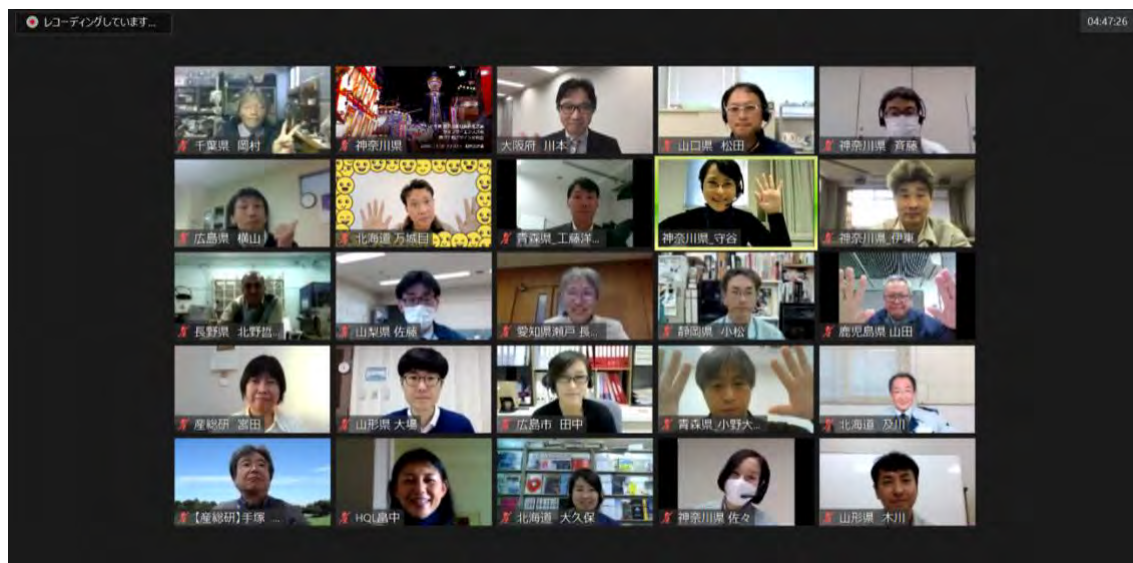 レコーディングしています...
04:47:26
千葉県 岡村
神奈川県
大阪府 川本
山口県 松田
神奈川県 斉藤
広島県 横山
北海道 万城目
青森県_工藤洋...
神奈川県_守谷
神奈川県_伊東
長野県 北野哲...
山梨県 佐藤
愛知県瀬戸 長...
静岡県 小松
鹿児島県 山田
産総研 宮田
山形県 大場
広島市 田中
青森県_小野大...
北海道 及川
【産総研】手塚 ...
HQL畠中
北海道 大久保
神奈川県 佐々
山形県 木川